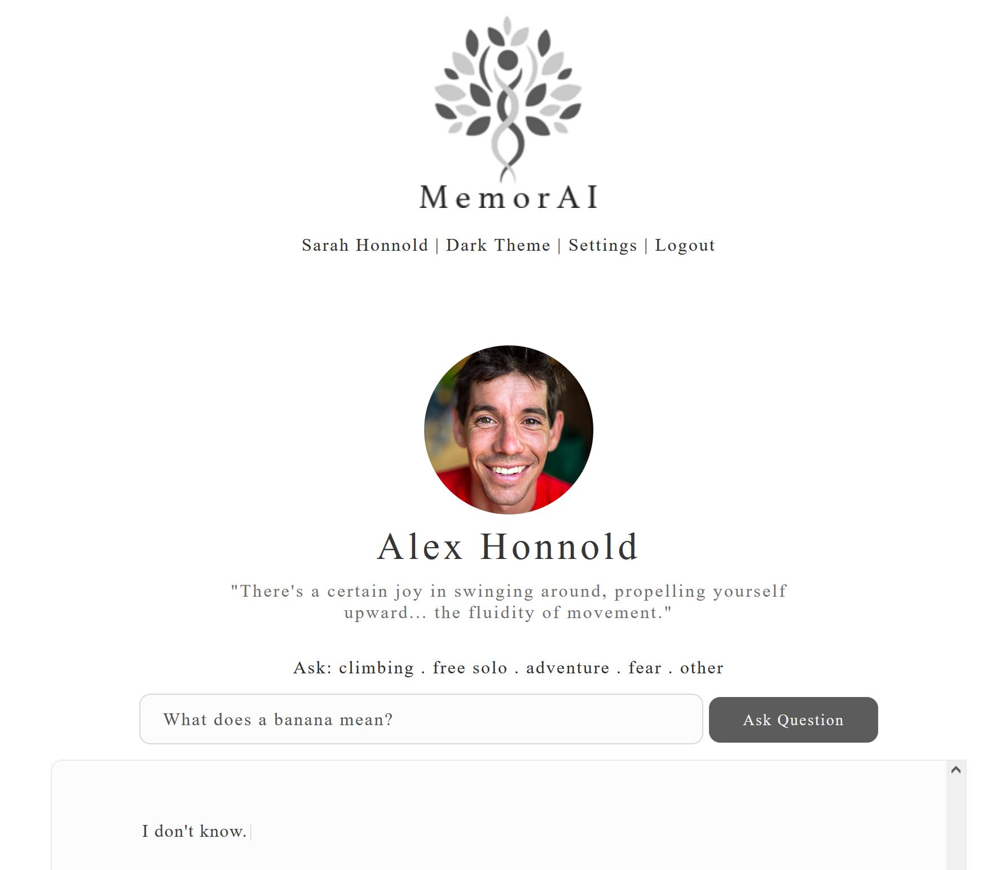 MemorAI
Sarah Honnold | Dark Theme | Settings | Logout
Alex Honnold
"There's a certain joy in swinging around, propelling yourself
upward... the fluidity of movement."
Ask: climbing . free solo . adventure . fear . other
What does a banana mean?
Ask Question
I don't know.